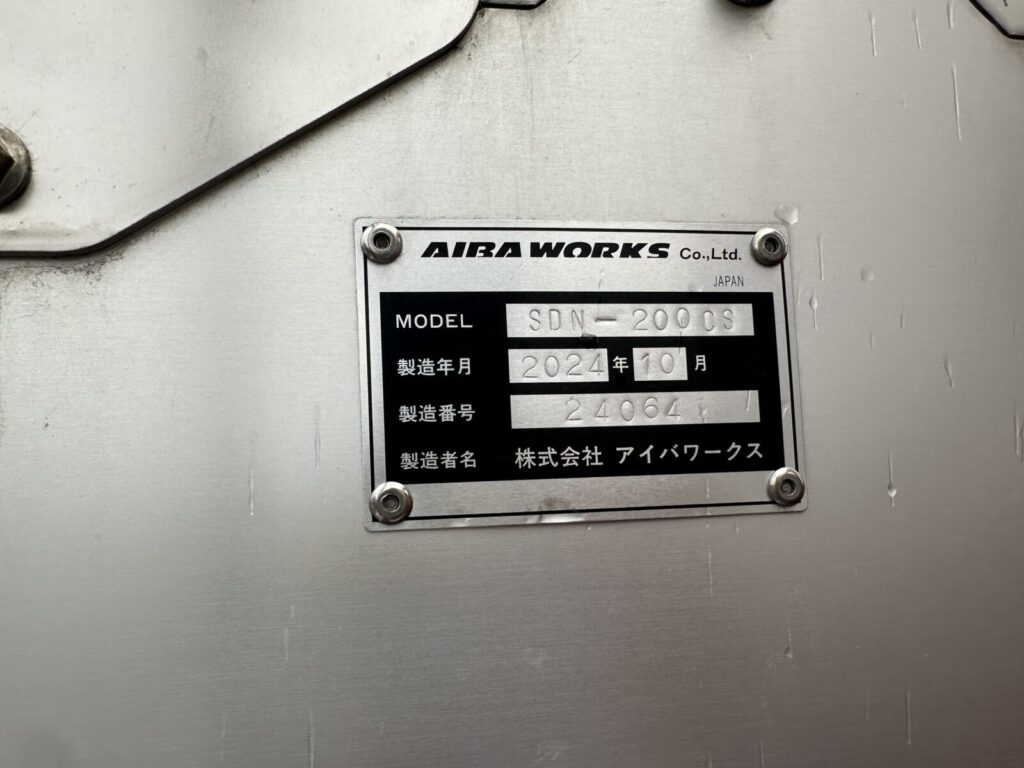 AIBA WORKS Co.,Ltd.
JAPAN
MODEL SDN-200CS
製造年月 2024年10月
製造番号 24064
製造者名 株式会社 アイバワークス